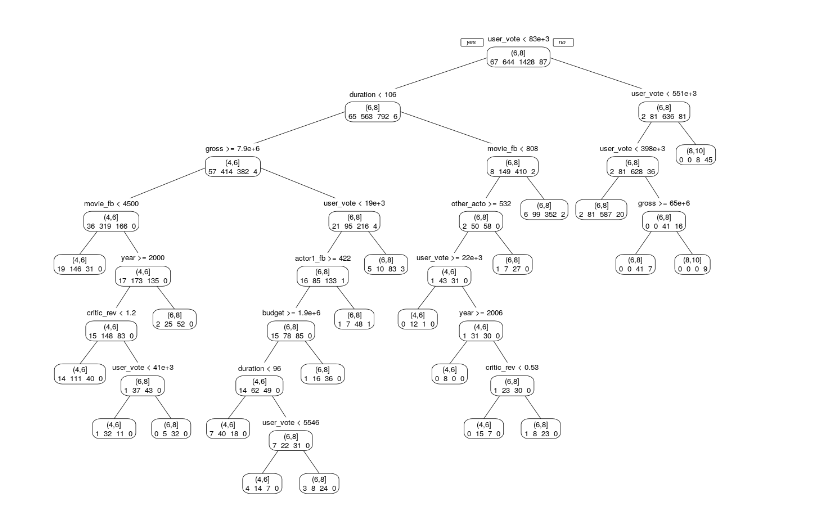 yes user_vote < 83e+3 no
(6,8]
67 644 1428 87
duration < 106 user_vote < 551e+3
(6,8] (6,8]
65 563 792 6 2 81 636 81
gross >= 7.9e+6 movie_fb < 808 user_vote < 398e+3 (8,10]
0 0 8 45
(4,6] (6,8] (6,8]
57 414 382 4 8 149 410 2 2 81 628 36
movie_fb < 4500 user_vote < 19e+3 other_acto >= 532 (6,8] (6,8] gross >= 65e+6
6 99 352 2 2 81 587 20
(4,6] (6,8] (6,8] (6,8]
36 319 166 0 21 95 216 4 2 50 58 0 0 0 41 16
(4,6] year >= 2000 actor1_fb >= 422 (6,8] user_vote >= 22e+3 (6,8] (6,8] (8,10]
19 146 31 0 5 10 83 3 1 7 27 0 0 0 41 7 0 0 0 9
(4,6] (6,8] (4,6]
17 173 135 0 16 85 133 1 1 43 31 0
critic_rev < 1.2 (6,8] budget >= 1.9e+6 (6,8] (4,6] year >= 2006
2 25 52 0 1 7 48 1 0 12 1 0
(4,6] (6,8] (4,6]
15 148 83 0 15 78 85 0 1 31 30 0
(4,6] user_vote < 41e+3 duration < 96 (6,8] (4,6] critic_rev < 0.53
14 111 40 0 1 16 36 0 0 8 0 0
(6,8] (4,6] (6,8]
1 37 43 0 14 62 49 0 1 23 30 0
(4,6] (6,8] (4,6] user_vote < 5546 (4,6] (6,8]
1 32 11 0 0 5 32 0 7 40 18 0 0 15 7 0 1 8 23 0
(6,8]
7 22 31 0
(4,6] (6,8]
4 14 7 0 3 8 24 0